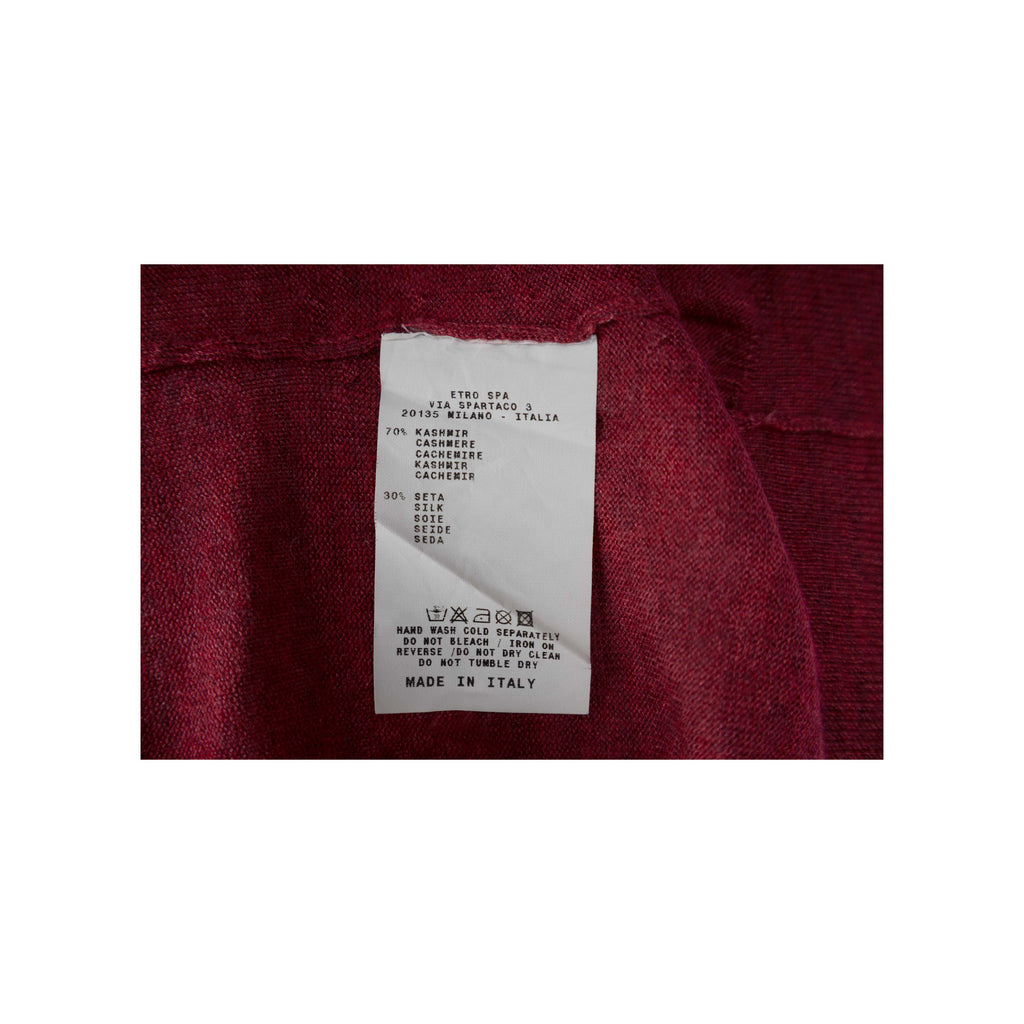 ETRO SPA
VIA SPARTACO 3
20135 MILANO - ITALIA
70% KASHMIR
CASHMERE
CACHEMIRE
KASHMIR
CACHEMIR
30% SETA
SILK
SOIE
SEIDE
SEDA
HAND WASH COLD SEPARATELY
DO NOT BLEACH / IRON ON
REVERSE /DO NOT DRY CLEAN
DO NOT TUMBLE DRY
MADE IN ITALY